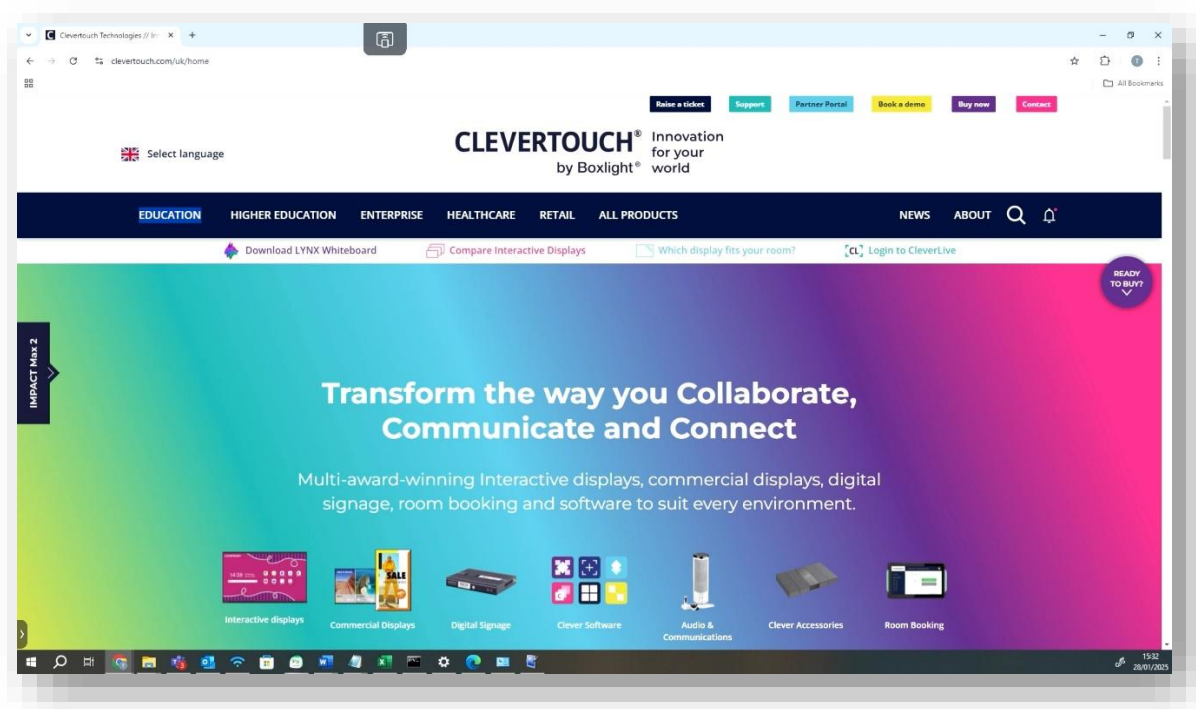 Clevertouch Technologies // In
clevertouch.com/uk/home
All Bookmarks
Raise a ticket Support Partner Portal Book a demo Buy now Contact
Select language
CLEVERTOUCH®
by Boxlight®
Innovation
for your
world
EDUCATION HIGHER EDUCATION ENTERPRISE HEALTHCARE RETAIL ALL PRODUCTS NEWS ABOUT
Download LYNX Whiteboard Compare Interactive Displays Which display fits your room? [CL] Login to CleverLive
READY
TO BUY?
IMPACT Max 2
Transform the way you Collaborate,
Communicate and Connect
Multi-award-winning Interactive displays, commercial displays, digital
signage, room booking and software to suit every environment.
SALE
Interactive displays
Commercial Displays
Digital Signage
Clever Software
Audio &
Communications
Clever Accessories
Room Booking
15:32
28/01/2025